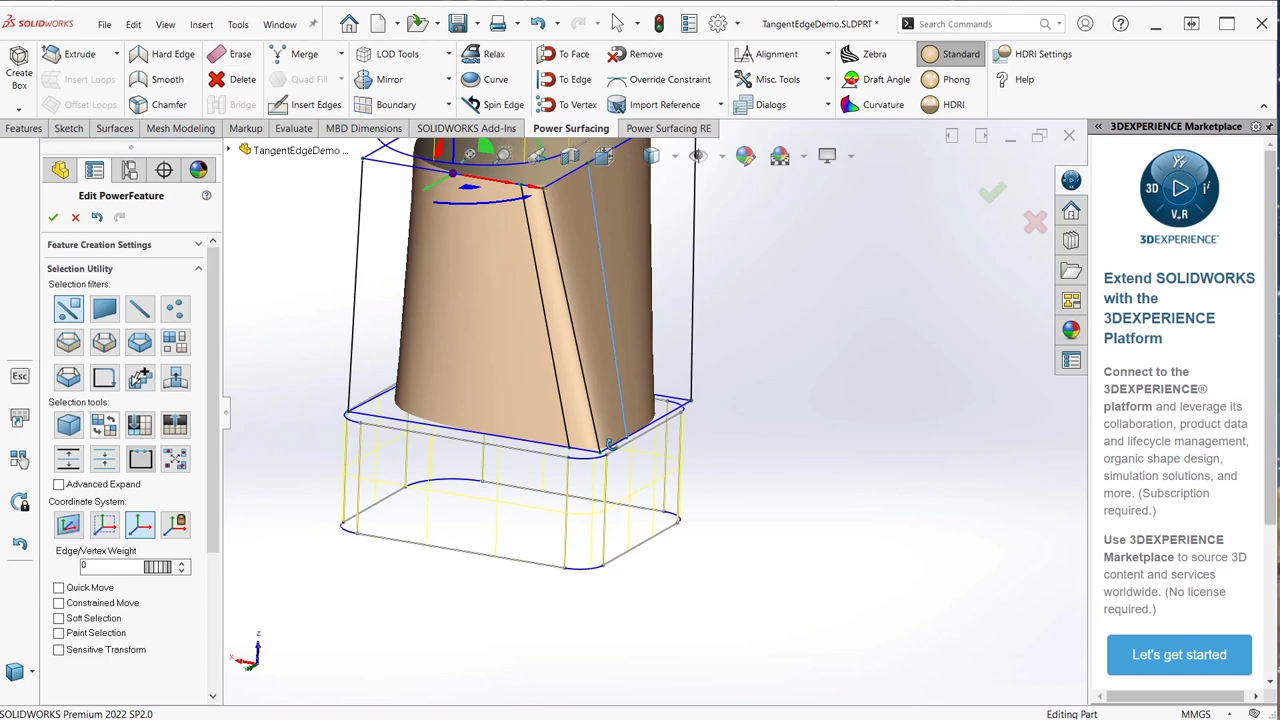 File
Edit
View
Insert
Tools
Window
TangentEdgeDemo.SLDPRT *
Search Commands
Create
Box
Extrude
Insert Loops
Offset Loops
Hard Edge
Smooth
Chamfer
Erase
Delete
Bridge
Merge
Quad Fill
Insert Edges
LOD Tools
Mirror
Boundary
Relax
Curve
Spin Edge
To Face
To Edge
To Vertex
Remove
Override Constraint
Import Reference
Alignment
Misc. Tools
Dialogs
Zebra
Draft Angle
Curvature
Standard
Phong
HDRI
HDRI Settings
Help
Features
Sketch
Surfaces
Mesh Modeling
Markup
Evaluate
MBD Dimensions
SOLIDWORKS Add-Ins
Power Surfacing
Power Surfacing RE
3DEXPERIENCE Marketplace
TangentEdgeDemo ...
Edit PowerFeature
Feature Creation Settings
Selection Utility
Selection filters:
Selection tools:
Advanced Expand
Coordinate System:
Edge/Vertex Weight
0
Quick Move
Constrained Move
Soft Selection
Paint Selection
Sensitive Transform
Esc
x
z
3D
V,R
3DEXPERIENCE
Extend SOLIDWORKS
with the
3DEXPERIENCE
Platform
Connect to the
3DEXPERIENCE®
platform and leverage its
collaboration, product data
and lifecycle management,
organic shape design,
simulation solutions, and
more. (Subscription
required.)
Use 3DEXPERIENCE
Marketplace to source 3D
content and services
worldwide. (No license
required.)
Let's get started
SOLIDWORKS Premium 2022 SP2.0
Editing Part
MMGS